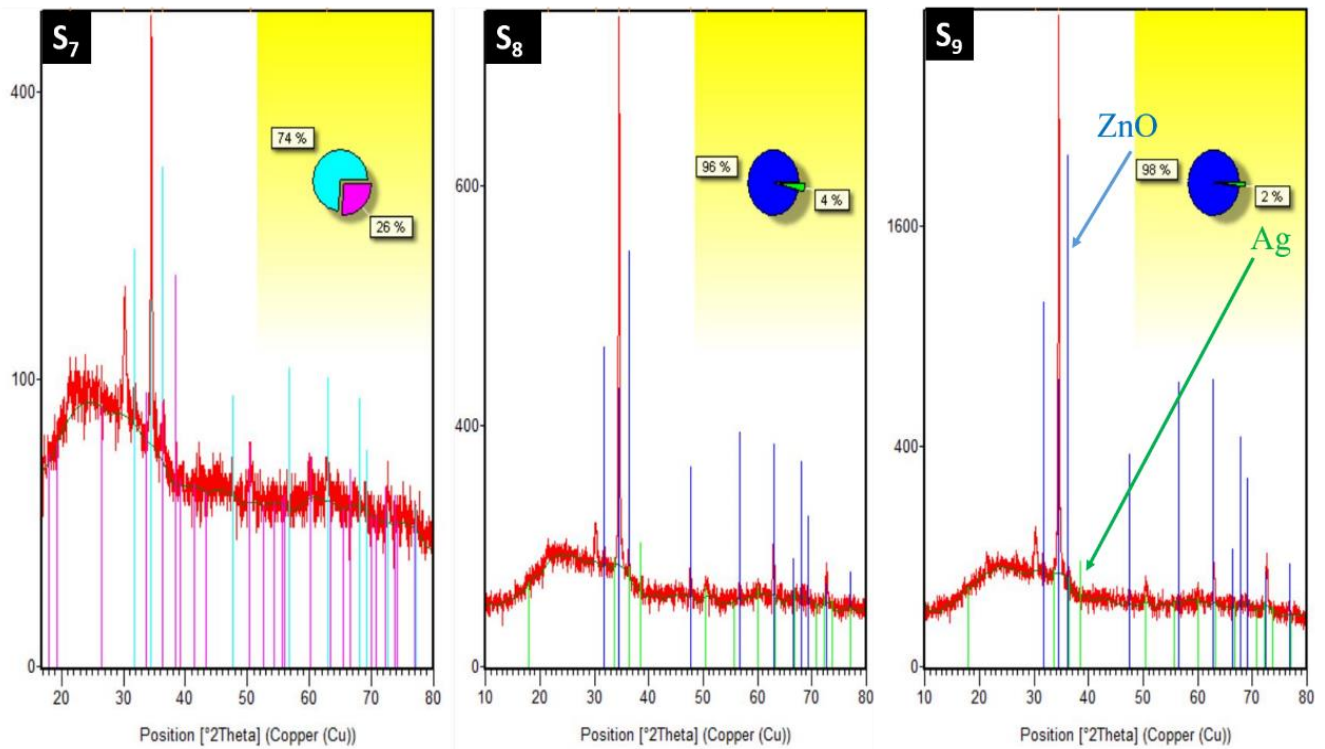 S7
400
100
0
74 %
26 %
20 30 40 50 60 70 80
Position [°2Theta] (Copper (Cu))
S8
600
400
200
0
96 %
4 %
10 20 30 40 50 60 70 80
Position [°2Theta] (Copper (Cu))
S9
1600
400
0
ZnO
98 %
2 %
Ag
10 20 30 40 50 60 70 80
Position [°2Theta] (Copper (Cu))